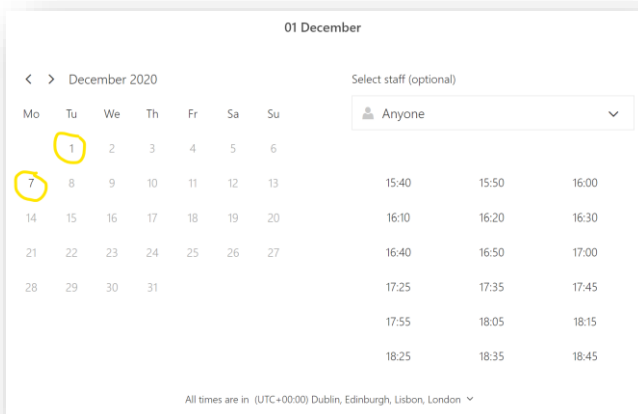 01 December
December 2020
Mo Tu We Th Fr Sa Su
1 2 3 4 5 6
7 8 9 10 11 12 13
14 15 16 17 18 19 20
21 22 23 24 25 26 27
28 29 30 31
Select staff (optional)
Anyone
15:40 15:50 16:00
16:10 16:20 16:30
16:40 16:50 17:00
17:25 17:35 17:45
17:55 18:05 18:15
18:25 18:35 18:45
All times are in (UTC+00:00) Dublin, Edinburgh, Lisbon, London